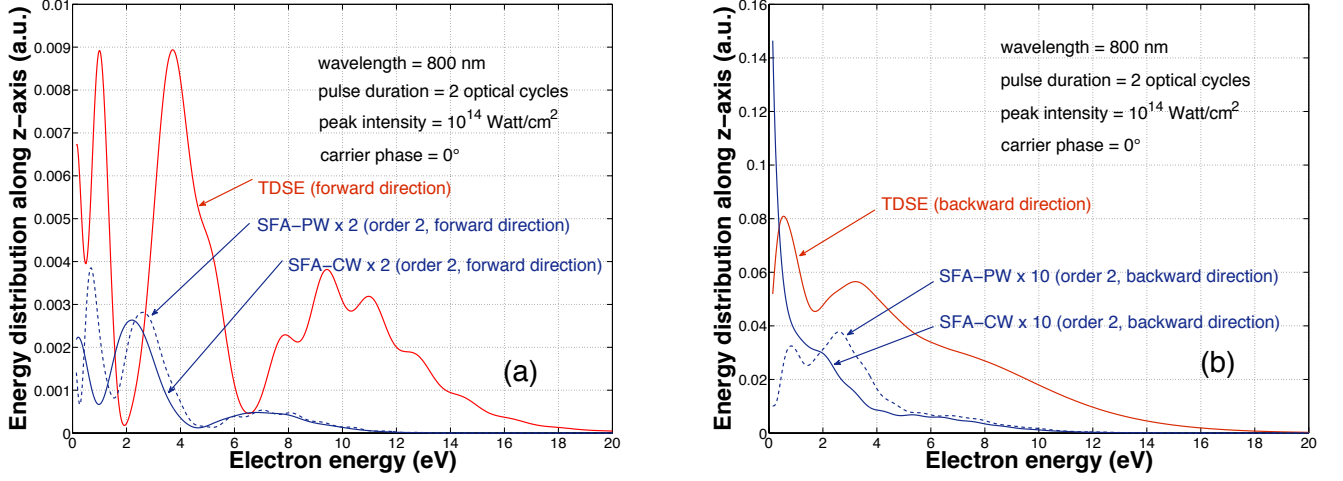 0.01
0.009
0.008
0.007
0.006
0.005
0.004
0.003
0.002
0.001
0
Energy distribution along z−axis (a.u.)
wavelength = 800 nm
pulse duration = 2 optical cycles
peak intensity = 10^14 Watt/cm^2
carrier phase = 0°
TDSE (forward direction)
SFA−PW x 2 (order 2, forward direction)
SFA−CW x 2 (order 2, forward direction)
(a)
0 2 4 6 8 10 12 14 16 18 20
Electron energy (eV)
0.16
0.14
0.12
0.1
0.08
0.06
0.04
0.02
0
Energy distribution along z−axis (a.u.)
wavelength = 800 nm
pulse duration = 2 optical cycles
peak intensity = 10^14 Watt/cm^2
carrier phase = 0°
TDSE (backward direction)
SFA−PW x 10 (order 2, backward direction)
SFA−CW x 10 (order 2, backward direction)
(b)
0 2 4 6 8 10 12 14 16 18 20
Electron energy (eV)